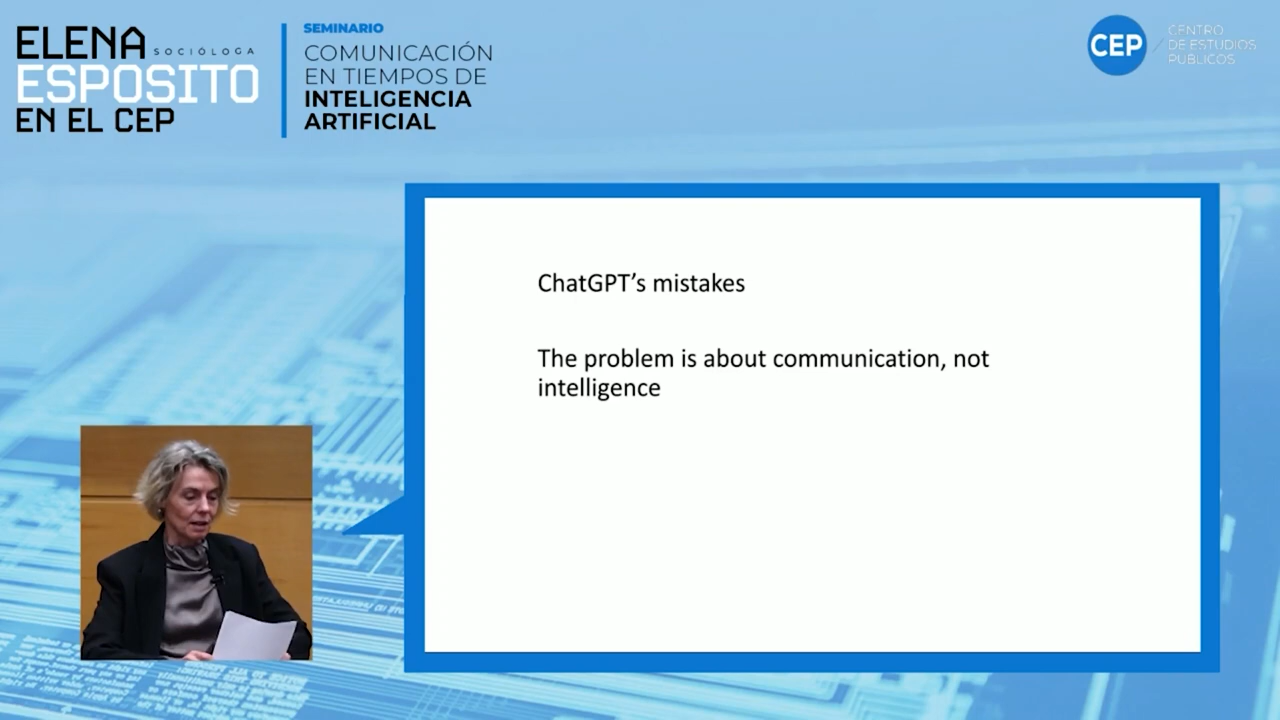 ELENA
SOCIÓLOGA
ESPOSITO
EN EL CEP
SEMINARIO
COMUNICACIÓN
EN TIEMPOS DE
INTELIGENCIA
ARTIFICIAL
CEP
CENTRO
DE ESTUDIOS
PÚBLICOS
ChatGPT’s mistakes
The problem is about communication, not
intelligence